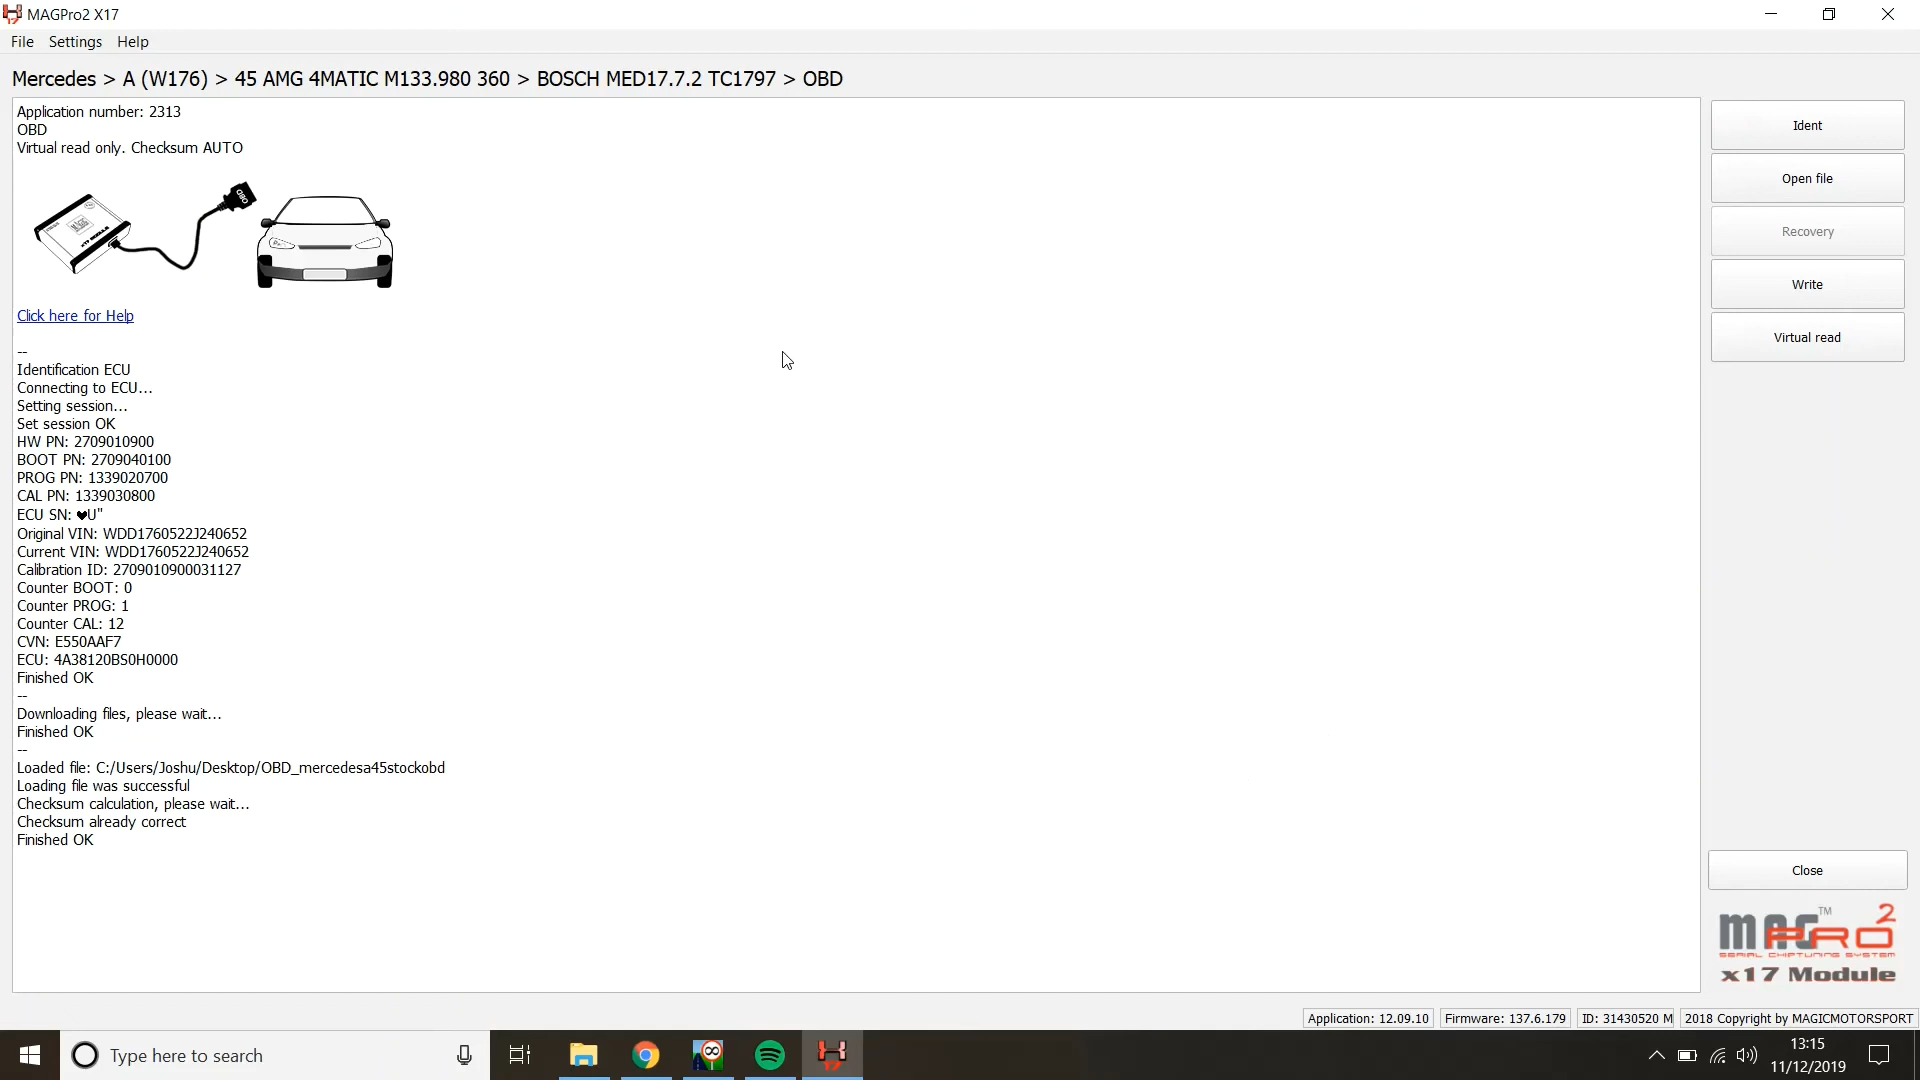 MAGPro2 X17
File Settings Help
Mercedes > A (W176) > 45 AMG 4MATIC M133.980 360 > BOSCH MED17.7.2 TC1797 > OBD
Application number: 2313
OBD
Virtual read only. Checksum AUTO
OBD
Click here for Help
--
Identification ECU
Connecting to ECU...
Setting session...
Set session OK
HW PN: 2709010900
BOOT PN: 2709040100
PROG PN: 1339020700
CAL PN: 1339030800
ECU SN: ♥U"
Original VIN: WDD1760522J240652
Current VIN: WDD1760522J240652
Calibration ID: 2709010900031127
Counter BOOT: 0
Counter PROG: 1
Counter CAL: 12
CVN: E550AAF7
ECU: 4A38120BS0H0000
Finished OK
--
Downloading files, please wait...
Finished OK
--
Loaded file: C:/Users/Joshu/Desktop/OBD_mercedesa45stockobd
Loading file was successful
Checksum calculation, please wait...
Checksum already correct
Finished OK
Ident
Open file
Recovery
Write
Virtual read
Close
MAGPRO2 TM
SERIAL CHIPTUNING SYSTEM
x17 Module
Application: 12.09.10 Firmware: 137.6.179 ID: 31430520 M 2018 Copyright by MAGICMOTORSPORT
Type here to search
13:15
11/12/2019